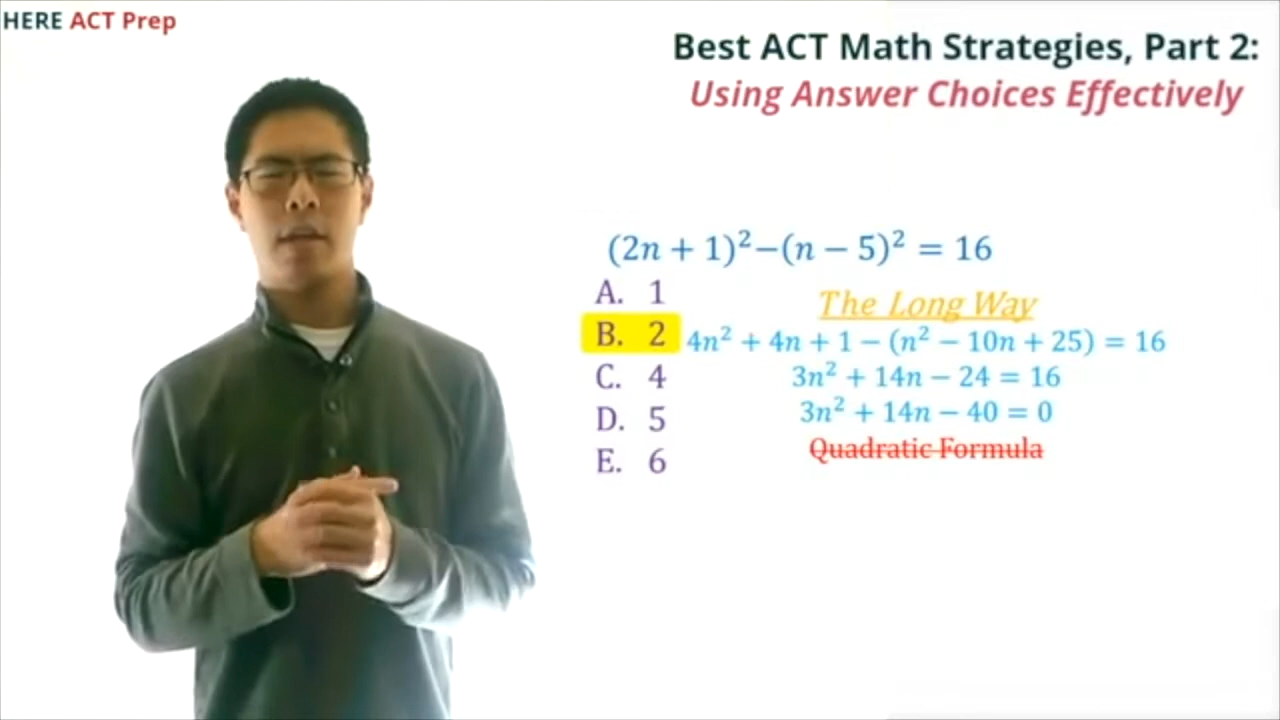 HERE ACT Prep
Best ACT Math Strategies, Part 2:
Using Answer Choices Effectively
(2n + 1)²−(n − 5)² = 16
A. 1
B. 2
C. 4
D. 5
E. 6
The Long Way
4n² + 4n + 1 − (n² − 10n + 25) = 16
3n² + 14n − 24 = 16
3n² + 14n − 40 = 0
Quadratic Formula